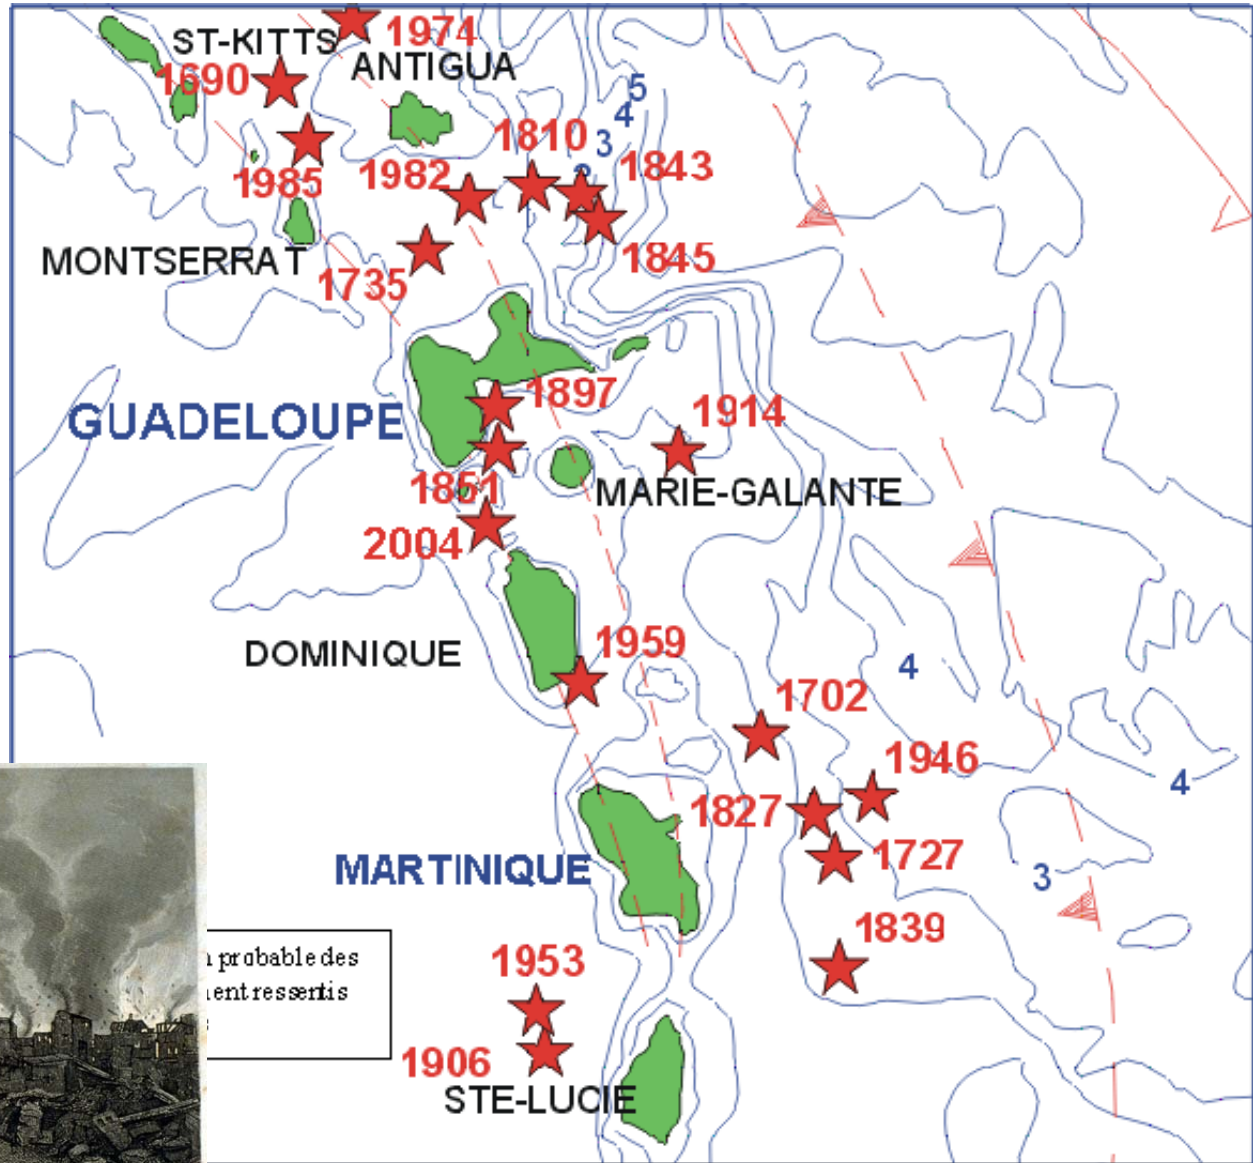 1974
ST-KITTS
ANTIGUA
1690
5
4
1810
3
1985
1982
2
1843
MONTSERRAT
1735
1845
GUADELOUPE
1897
1914
1851
MARIE-GALANTE
2004
DOMINIQUE
1959
4
1702
1946
4
1827
MARTINIQUE
1727
3
1839
probable des
1953
ent ressentis
1906
STE-LUCIE